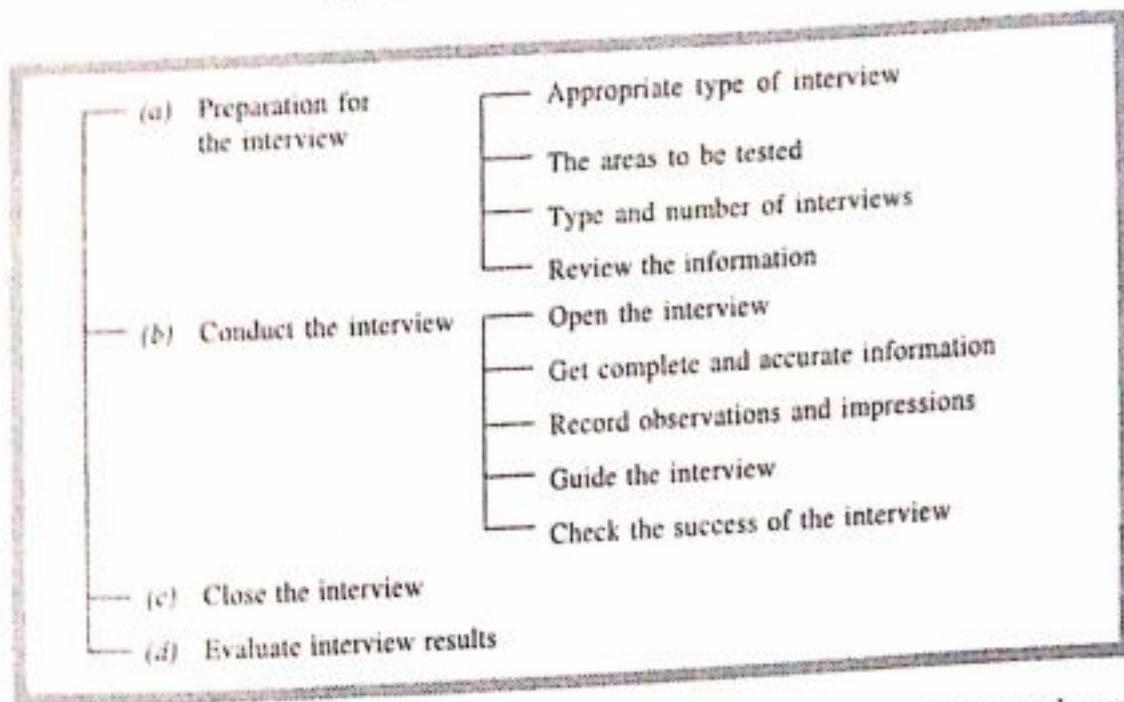 (a) Preparation for
the interview
Appropriate type of interview
The areas to be tested
Type and number of interviews
Review the information
(b) Conduct the interview
Open the interview
Get complete and accurate information
Record observations and impressions
Guide the interview
Check the success of the interview
(c) Close the interview
(d) Evaluate interview results